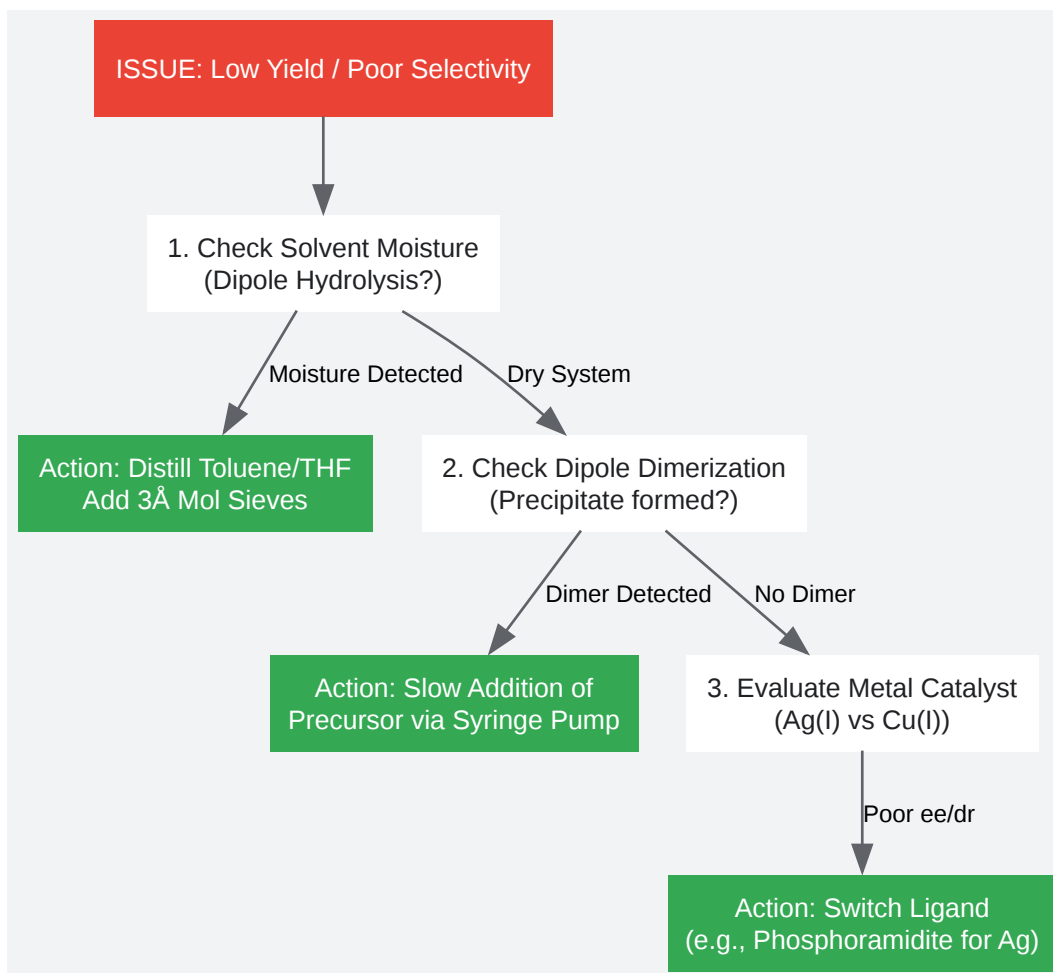 ISSUE: Low Yield / Poor Selectivity
1. Check Solvent Moisture
(Dipole Hydrolysis?)
Moisture Detected
Dry System
Action: Distill Toluene/THF
Add 3Å Mol Sieves
2. Check Dipole Dimerization
(Precipitate formed?)
Dimer Detected
No Dimer
Action: Slow Addition of
Precursor via Syringe Pump
3. Evaluate Metal Catalyst
(Ag(I) vs Cu(I))
Poor ee/dr
Action: Switch Ligand
(e.g., Phosphoramidite for Ag)